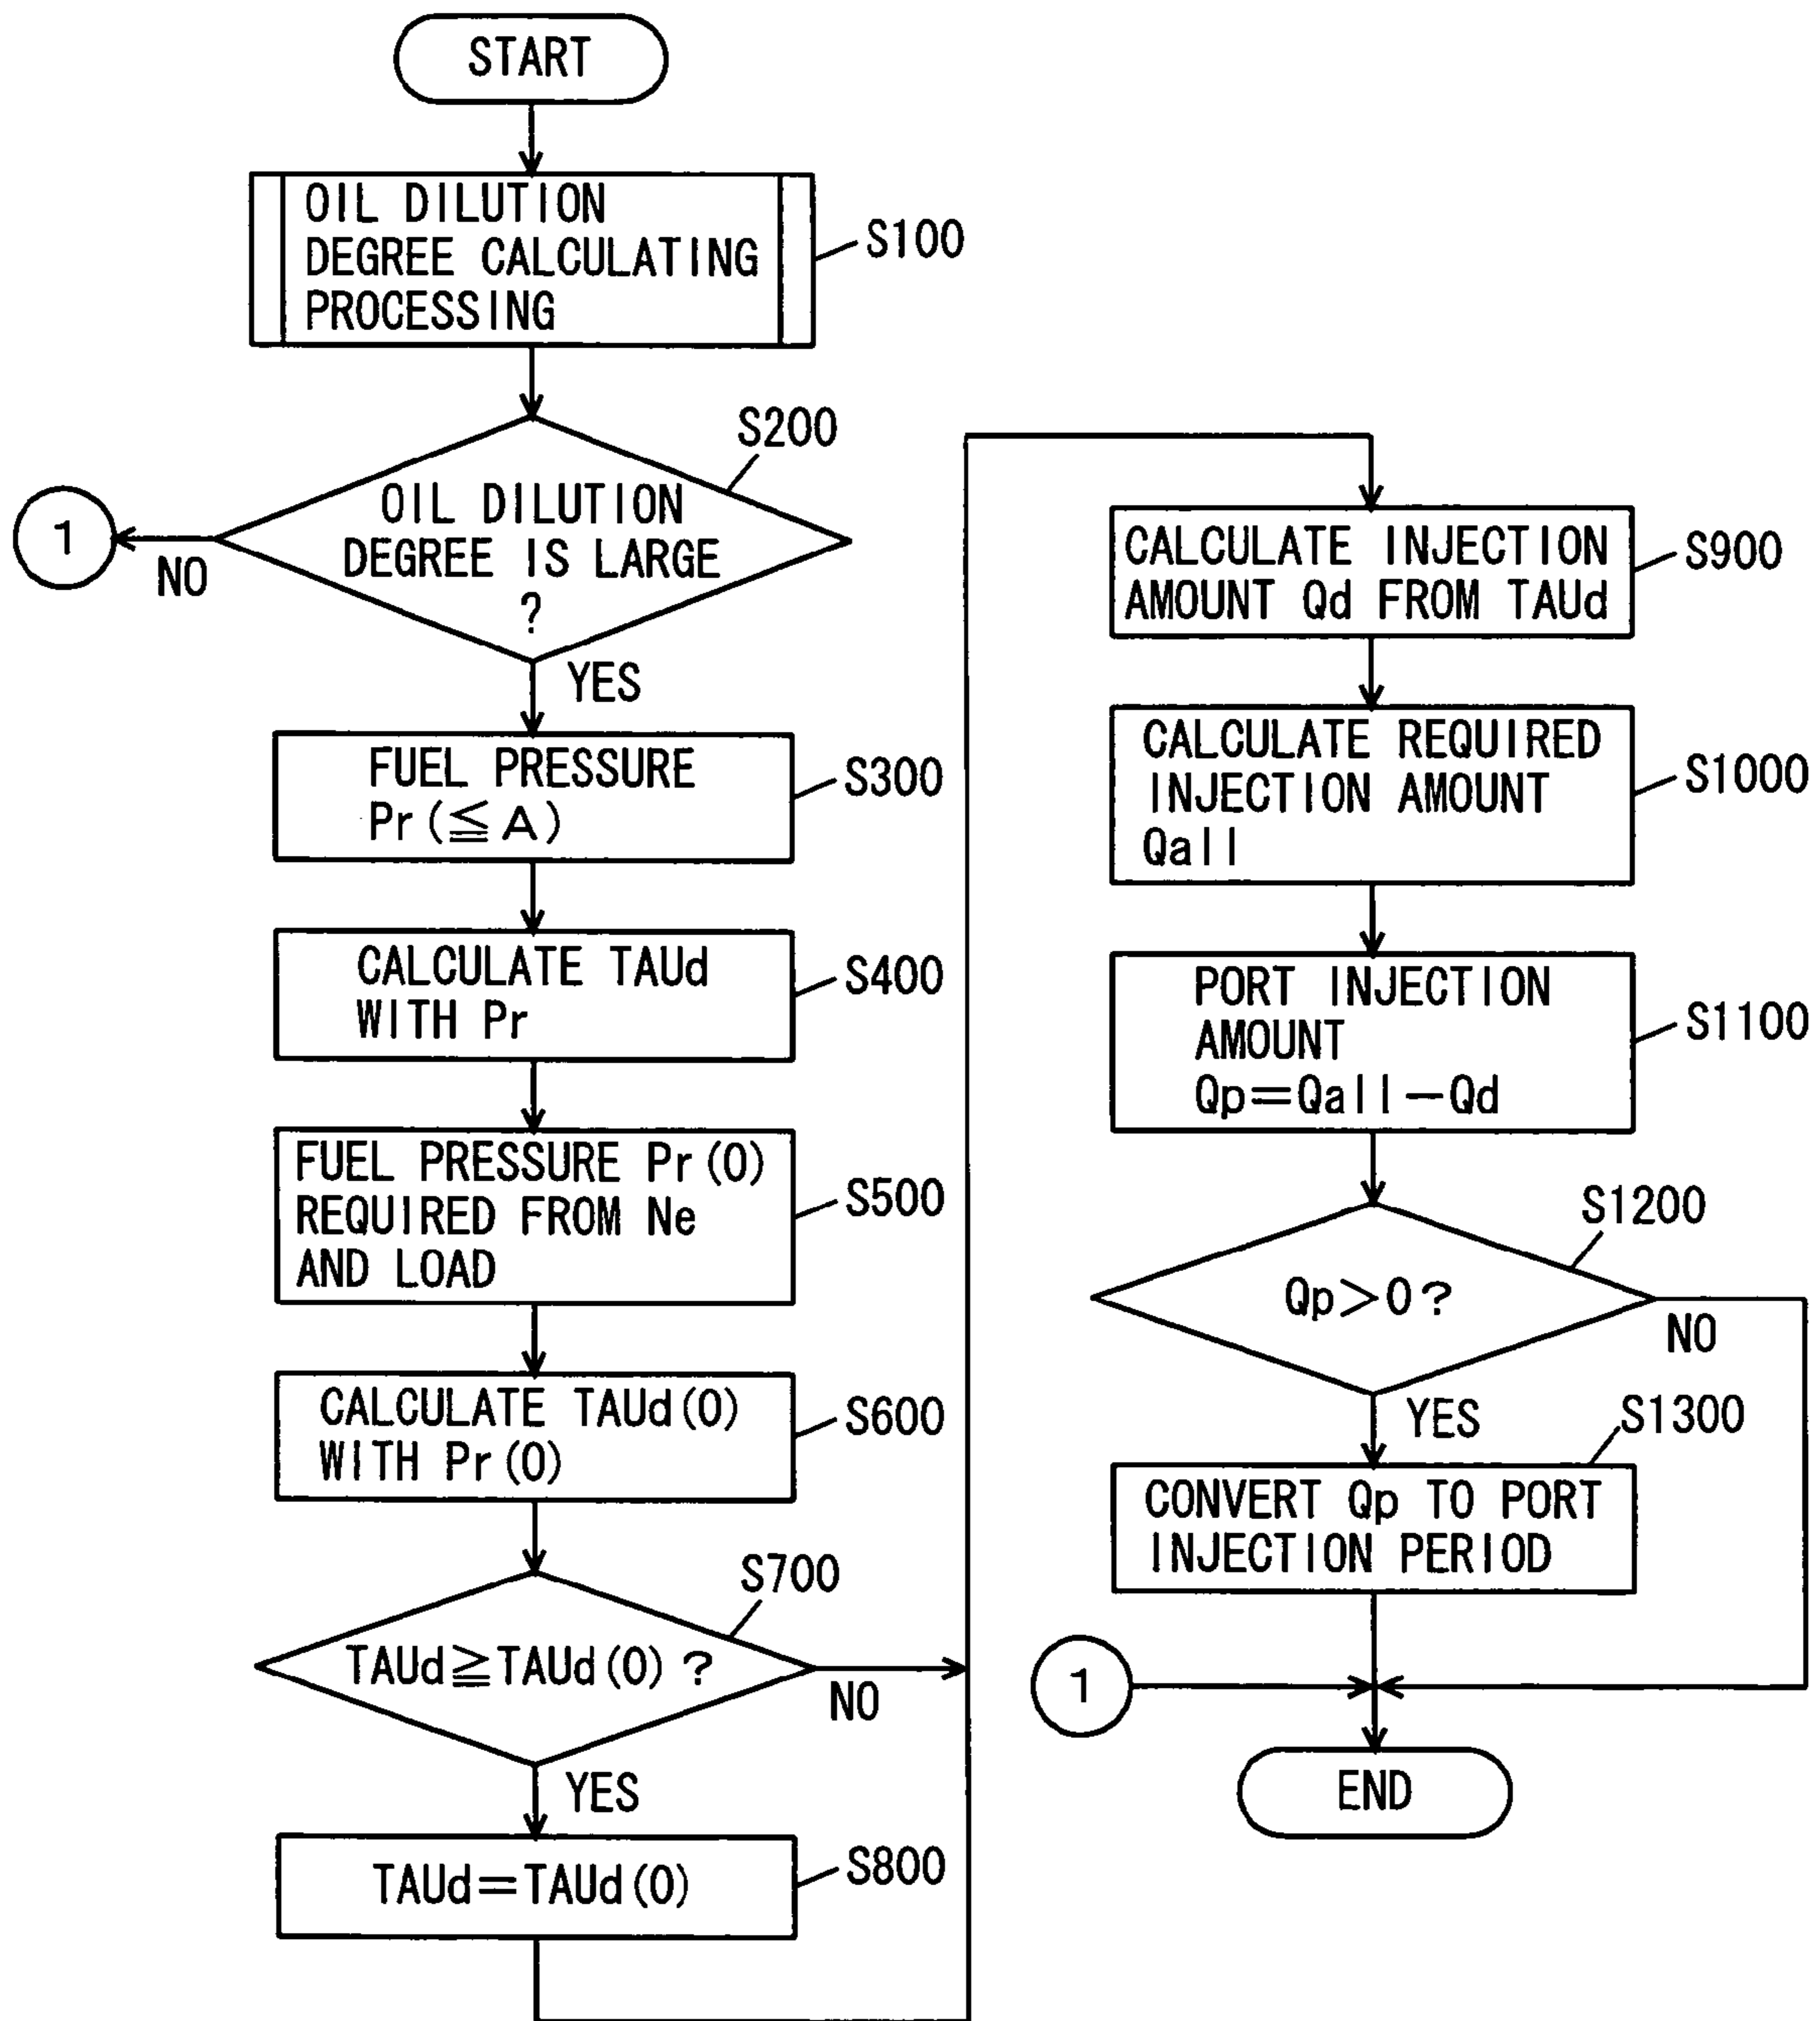 START
OIL DILUTION
DEGREE CALCULATING
PROCESSING
S100
S200
OIL DILUTION
DEGREE IS LARGE
?
1
NO
YES
FUEL PRESSURE
Pr(≦A)
S300
CALCULATE TAUd
WITH Pr
S400
FUEL PRESSURE Pr(0)
REQUIRED FROM Ne
AND LOAD
S500
CALCULATE TAUd(0)
WITH Pr(0)
S600
S700
TAUd≧TAUd(0)?
NO
YES
TAUd=TAUd(0)
S800
CALCULATE INJECTION
AMOUNT Qd FROM TAUd
S900
CALCULATE REQUIRED
INJECTION AMOUNT
Qall
S1000
PORT INJECTION
AMOUNT
Qp=Qall-Qd
S1100
S1200
Qp>0?
NO
YES
S1300
CONVERT Qp TO PORT
INJECTION PERIOD
1
END